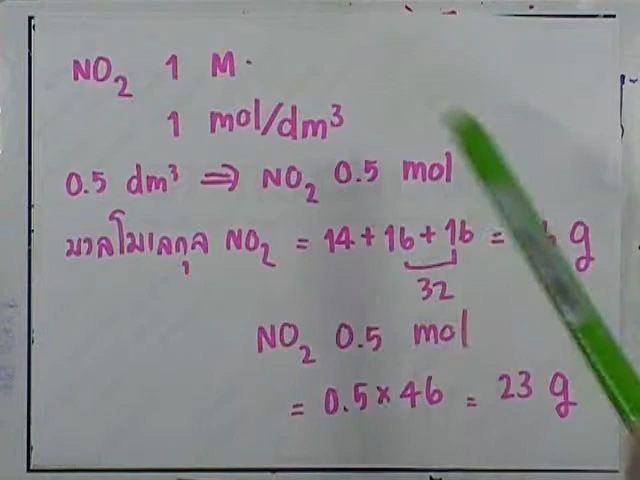 NO₂ 1 M.
1 mol/dm³
0.5 dm³ ⇒ NO₂ 0.5 mol
มวลโมเลกุล NO₂ = 14 + 16 + 16 = g
32
NO₂ 0.5 mol
= 0.5 × 46 = 23 g